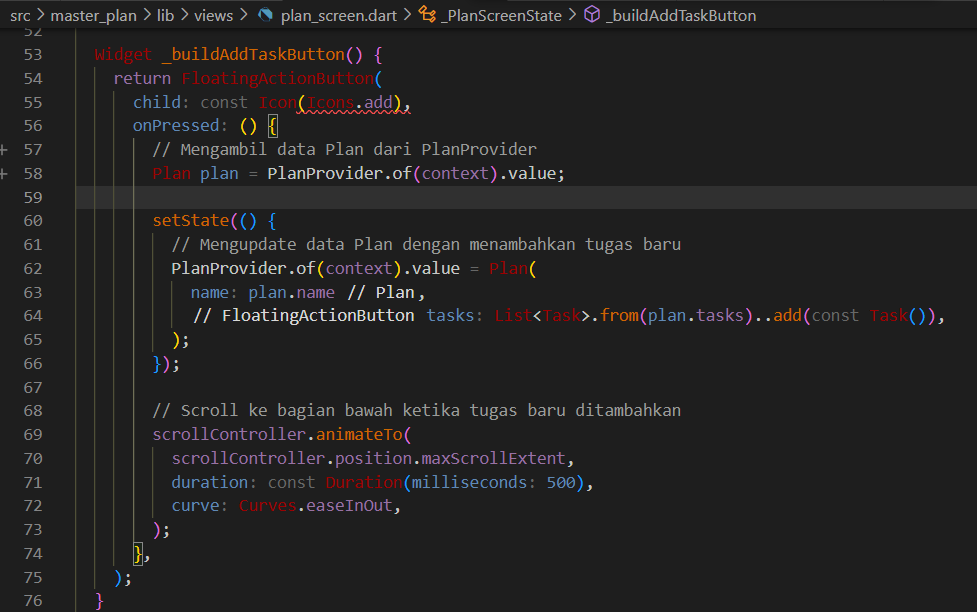 src > master_plan > lib > views > plan_screen.dart > _PlanScreenState > _buildAddTaskButton
52
53 Widget _buildAddTaskButton() {
54 return FloatingActionButton(
55 child: const Icon(Icons.add),
56 onPressed: () {
57 // Mengambil data Plan dari PlanProvider
58 Plan plan = PlanProvider.of(context).value;
59
60 setState(() {
61 // Mengupdate data Plan dengan menambahkan tugas baru
62 PlanProvider.of(context).value = Plan(
63 name: plan.name // Plan,
64 // FloatingActionButton tasks: List<Task>.from(plan.tasks)..add(const Task()),
65 );
66 });
67
68 // Scroll ke bagian bawah ketika tugas baru ditambahkan
69 scrollController.animateTo(
70 scrollController.position.maxScrollExtent,
71 duration: const Duration(milliseconds: 500),
72 curve: Curves.easeInOut,
73 );
74 },
75 );
76 }